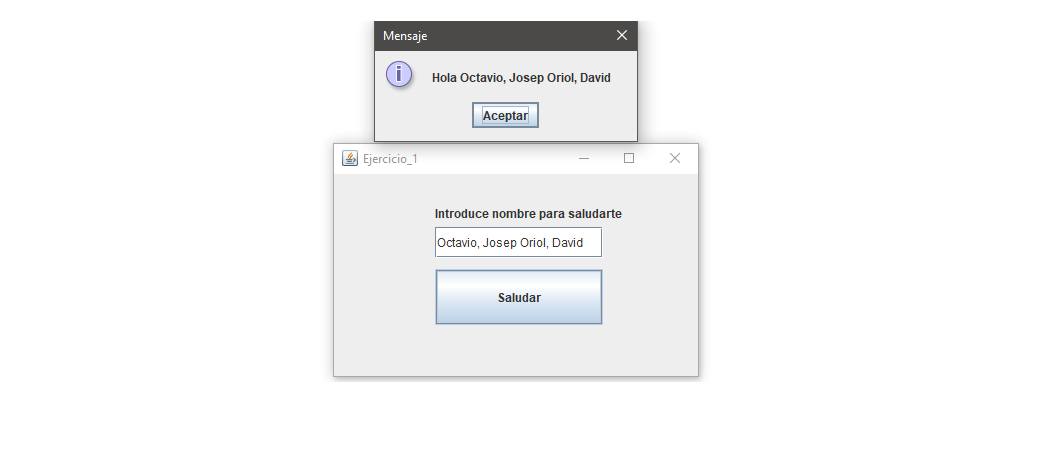 Mensaje
Hola Octavio, Josep Oriol, David
Aceptar
Ejercicio_1
Introduce nombre para saludarte
Octavio, Josep Oriol, David
Saludar